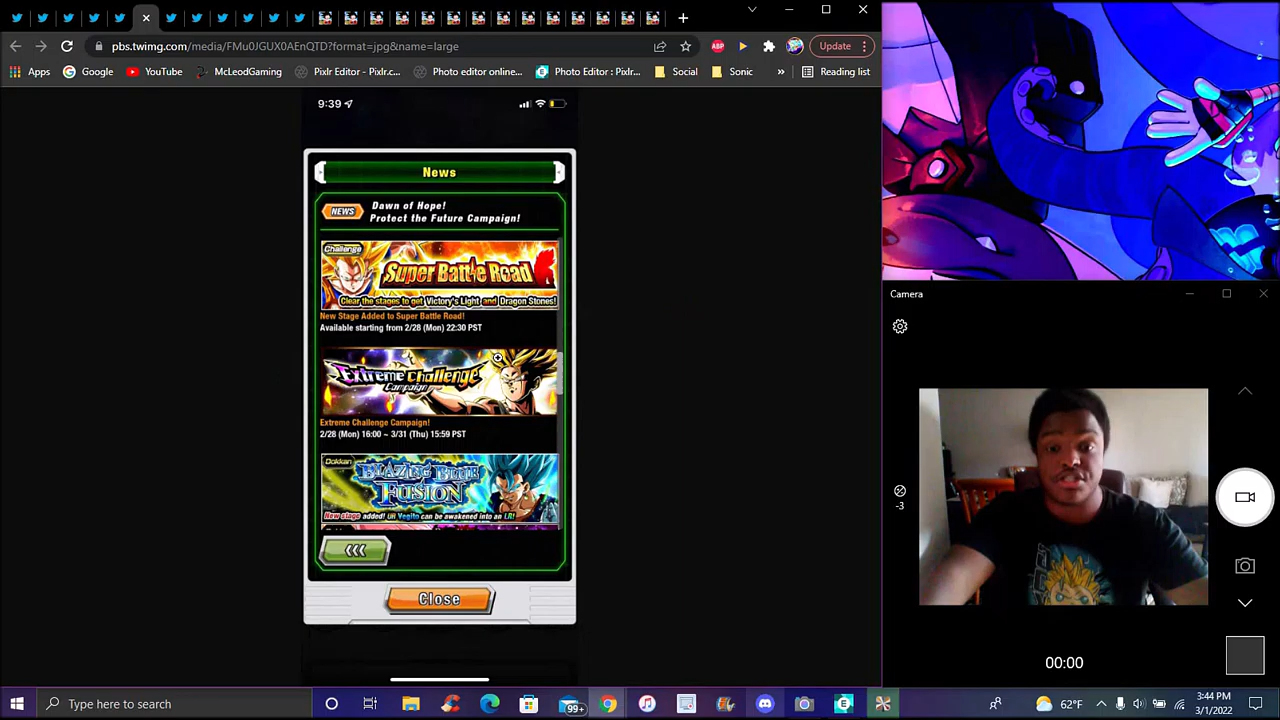 pbs.twimg.com/media/FMu0JGUX0AEnQTD?format=jpg&name=large
ABP
Update
Apps
Google
YouTube
McLeodGaming
Pixlr Editor - Pixlr.c...
Photo editor online...
Photo Editor : Pixlr...
Social
Sonic
»
Reading list
9:39
News
NEWS
Dawn of Hope!
Protect the Future Campaign!
Challenge
Super Battle Road
Clear the stages to get Victory's Light and Dragon Stones!
New Stage Added to Super Battle Road!
Available starting from 2/28 (Mon) 22:30 PST
Extreme Challenge
Campaign
Extreme Challenge Campaign!
2/28 (Mon) 16:00 ~ 3/31 (Thu) 15:59 PST
Dokkan
BLAZING BLUE
FUSION
New stage added! UR Vegito can be awakened into an LR!
Close
Camera
-3
00:00
Type here to search
99+
62°F
3:44 PM
3/1/2022